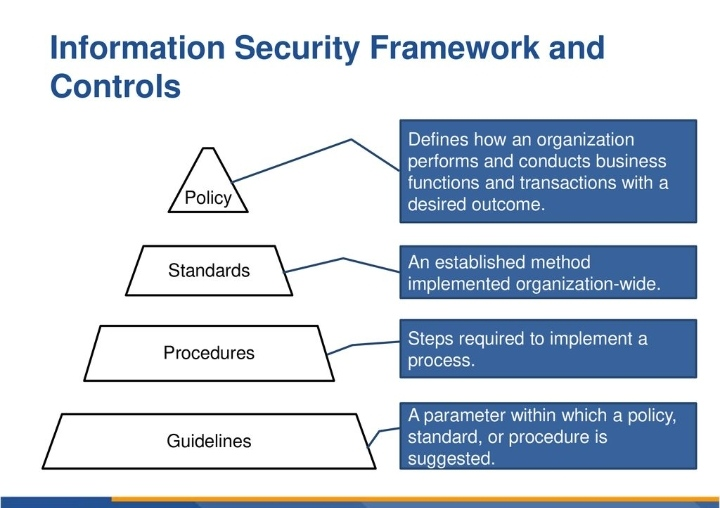 Information Security Framework and
Controls
Policy
Defines how an organization
performs and conducts business
functions and transactions with a
desired outcome.
Standards
An established method
implemented organization-wide.
Procedures
Steps required to implement a
process.
Guidelines
A parameter within which a policy,
standard, or procedure is
suggested.